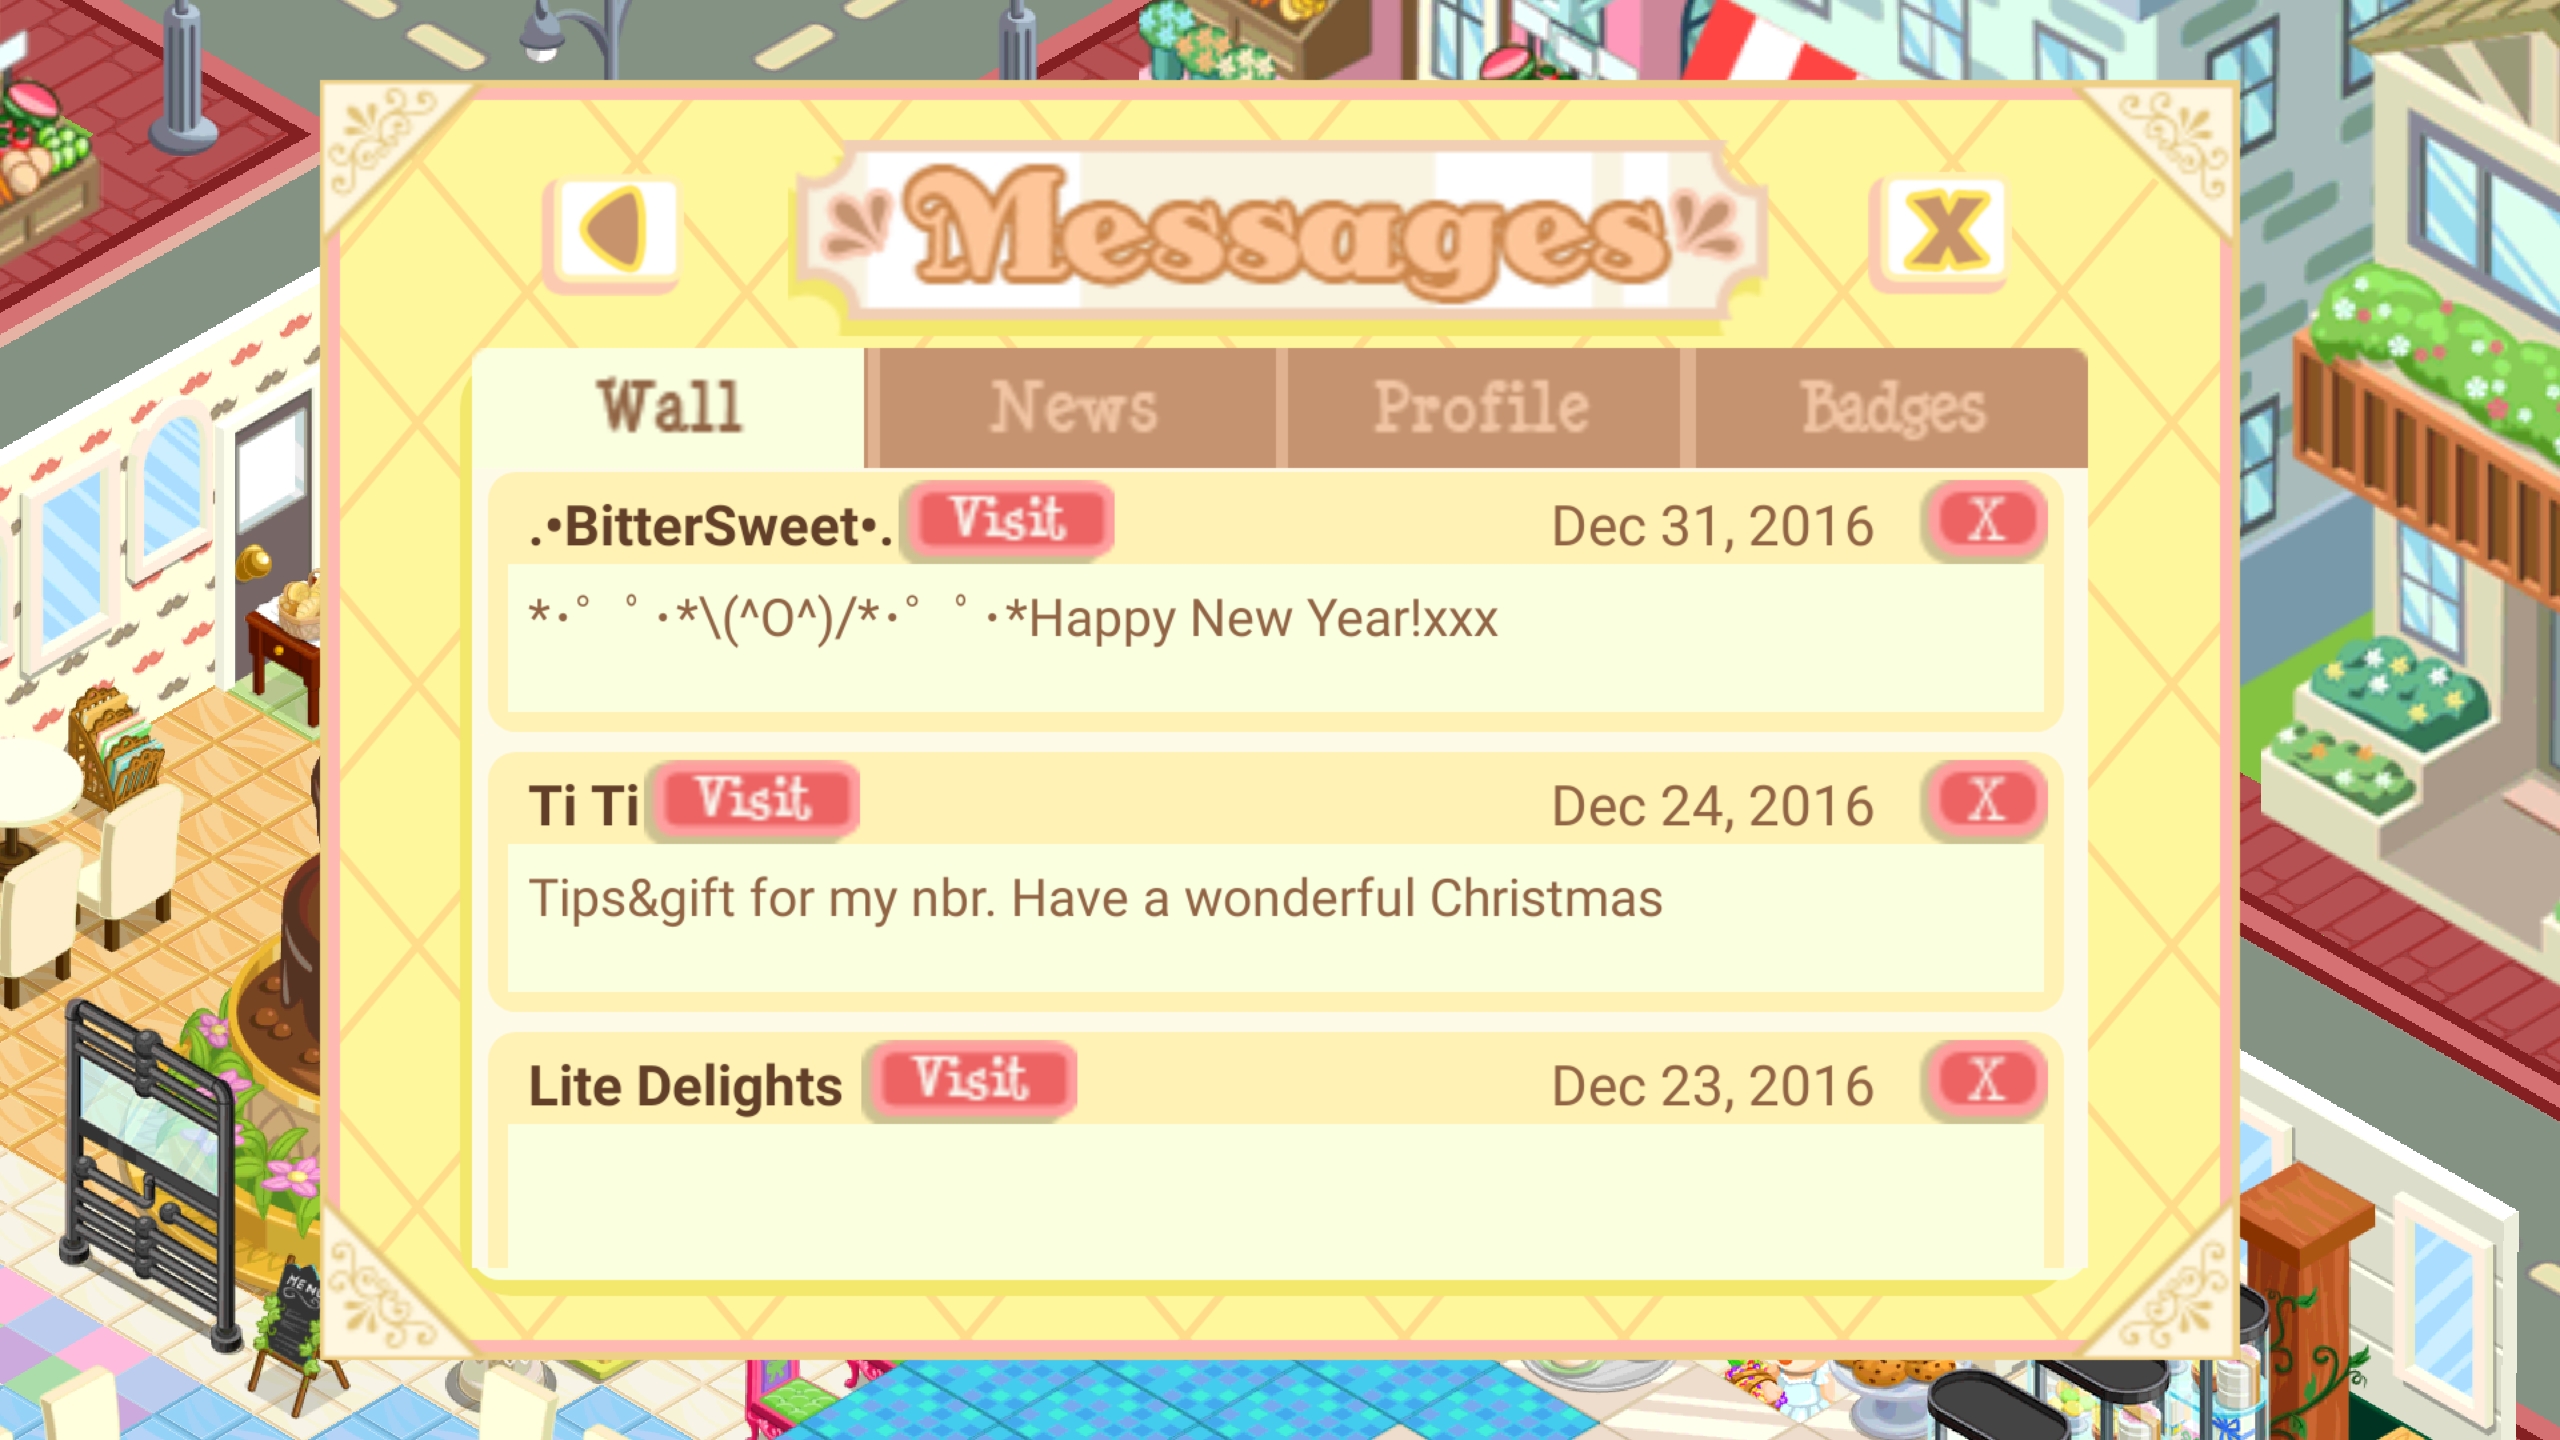 Messages
X
Wall News Profile Badges
.•BitterSweet•. Visit Dec 31, 2016 X
*･゜゜･*\(^O^)/*･゜゜･*Happy New Year!xxx
Ti Ti Visit Dec 24, 2016 X
Tips&gift for my nbr. Have a wonderful Christmas
Lite Delights Visit Dec 23, 2016 X